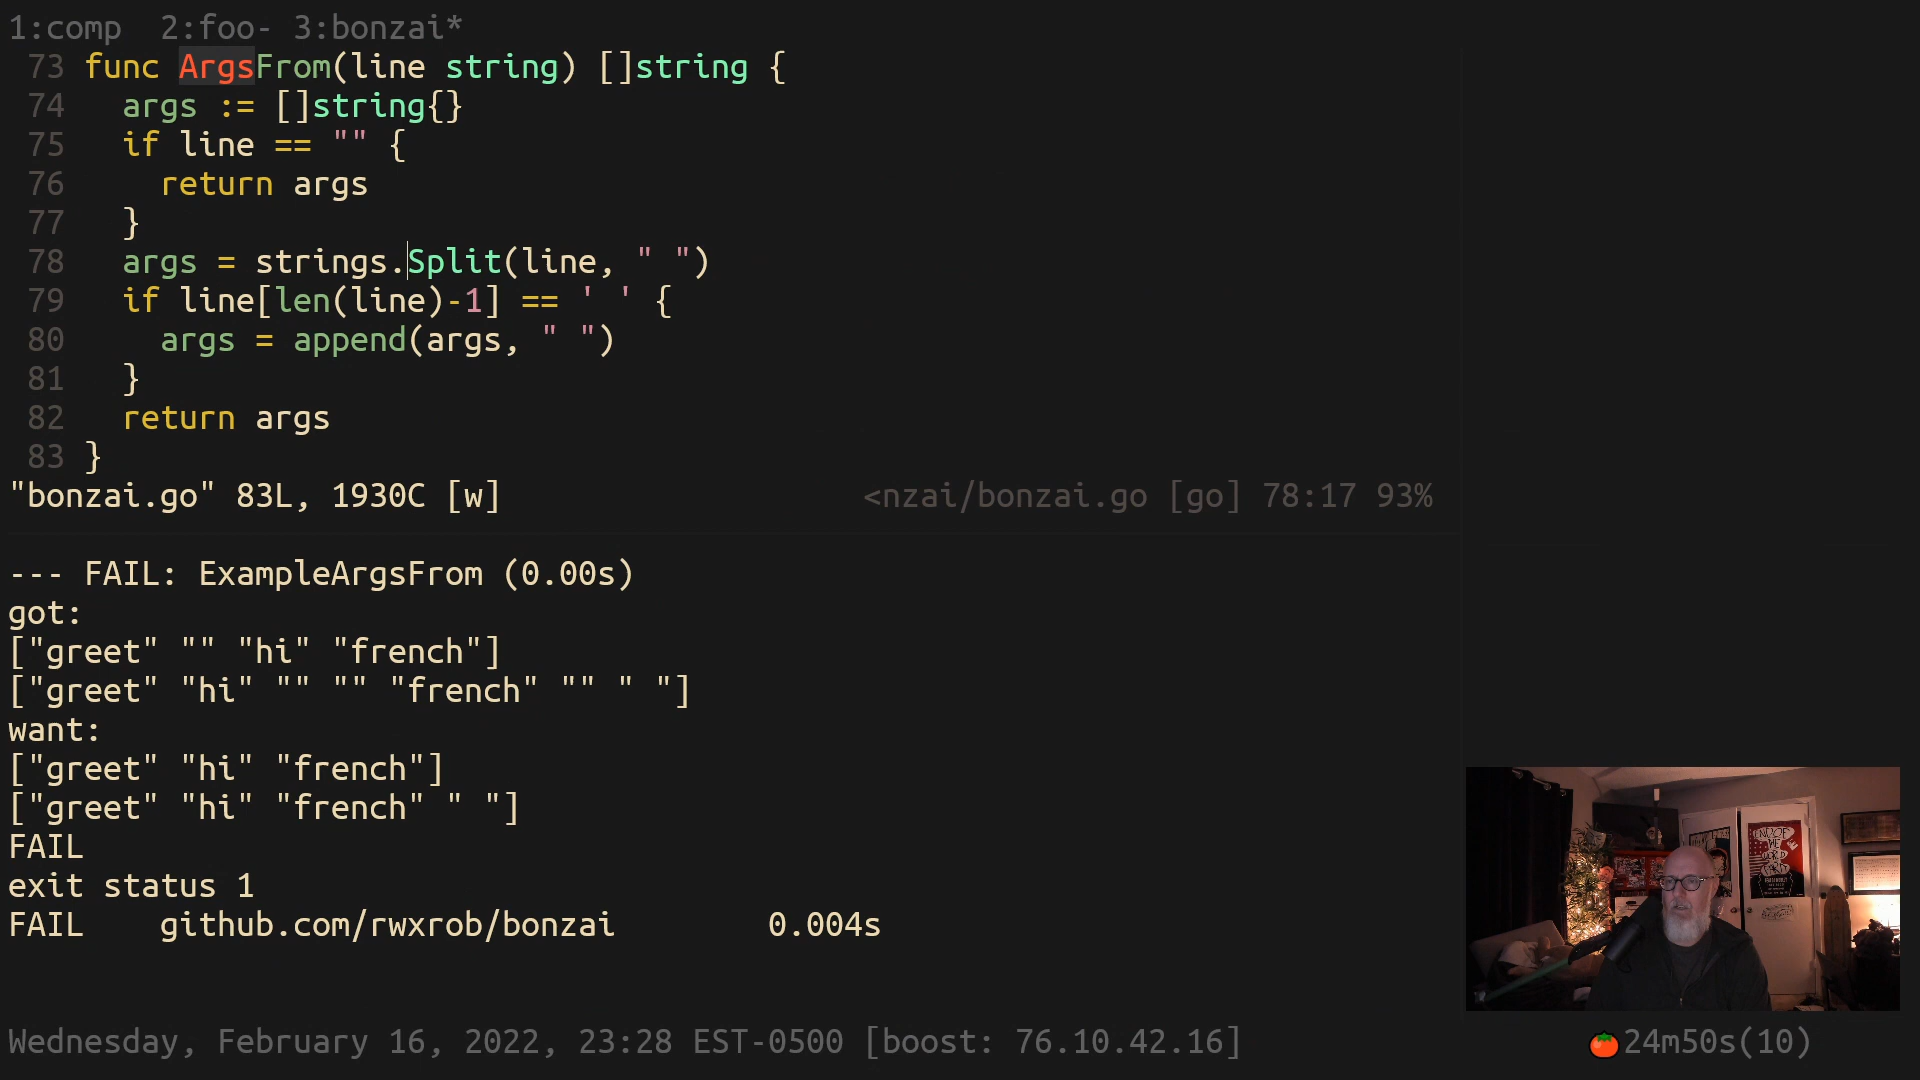 1:comp  2:foo- 3:bonzai*
73 func ArgsFrom(line string) []string {
74   args := []string{}
75   if line == "" {
76     return args
77   }
78   args = strings.Split(line, " ")
79   if line[len(line)-1] == ' ' {
80     args = append(args, " ")
81   }
82   return args
83 }
"bonzai.go" 83L, 1930C [w]                   <nzai/bonzai.go [go] 78:17 93%
--- FAIL: ExampleArgsFrom (0.00s)
got:
["greet" "" "hi" "french"]
["greet" "hi" "" "" "french" "" " "]
want:
["greet" "hi" "french"]
["greet" "hi" "french" " "]
FAIL
exit status 1
FAIL    github.com/rwxrob/bonzai        0.004s
Wednesday, February 16, 2022, 23:28 EST-0500 [boost: 76.10.42.16]   🍅24m50s(10)